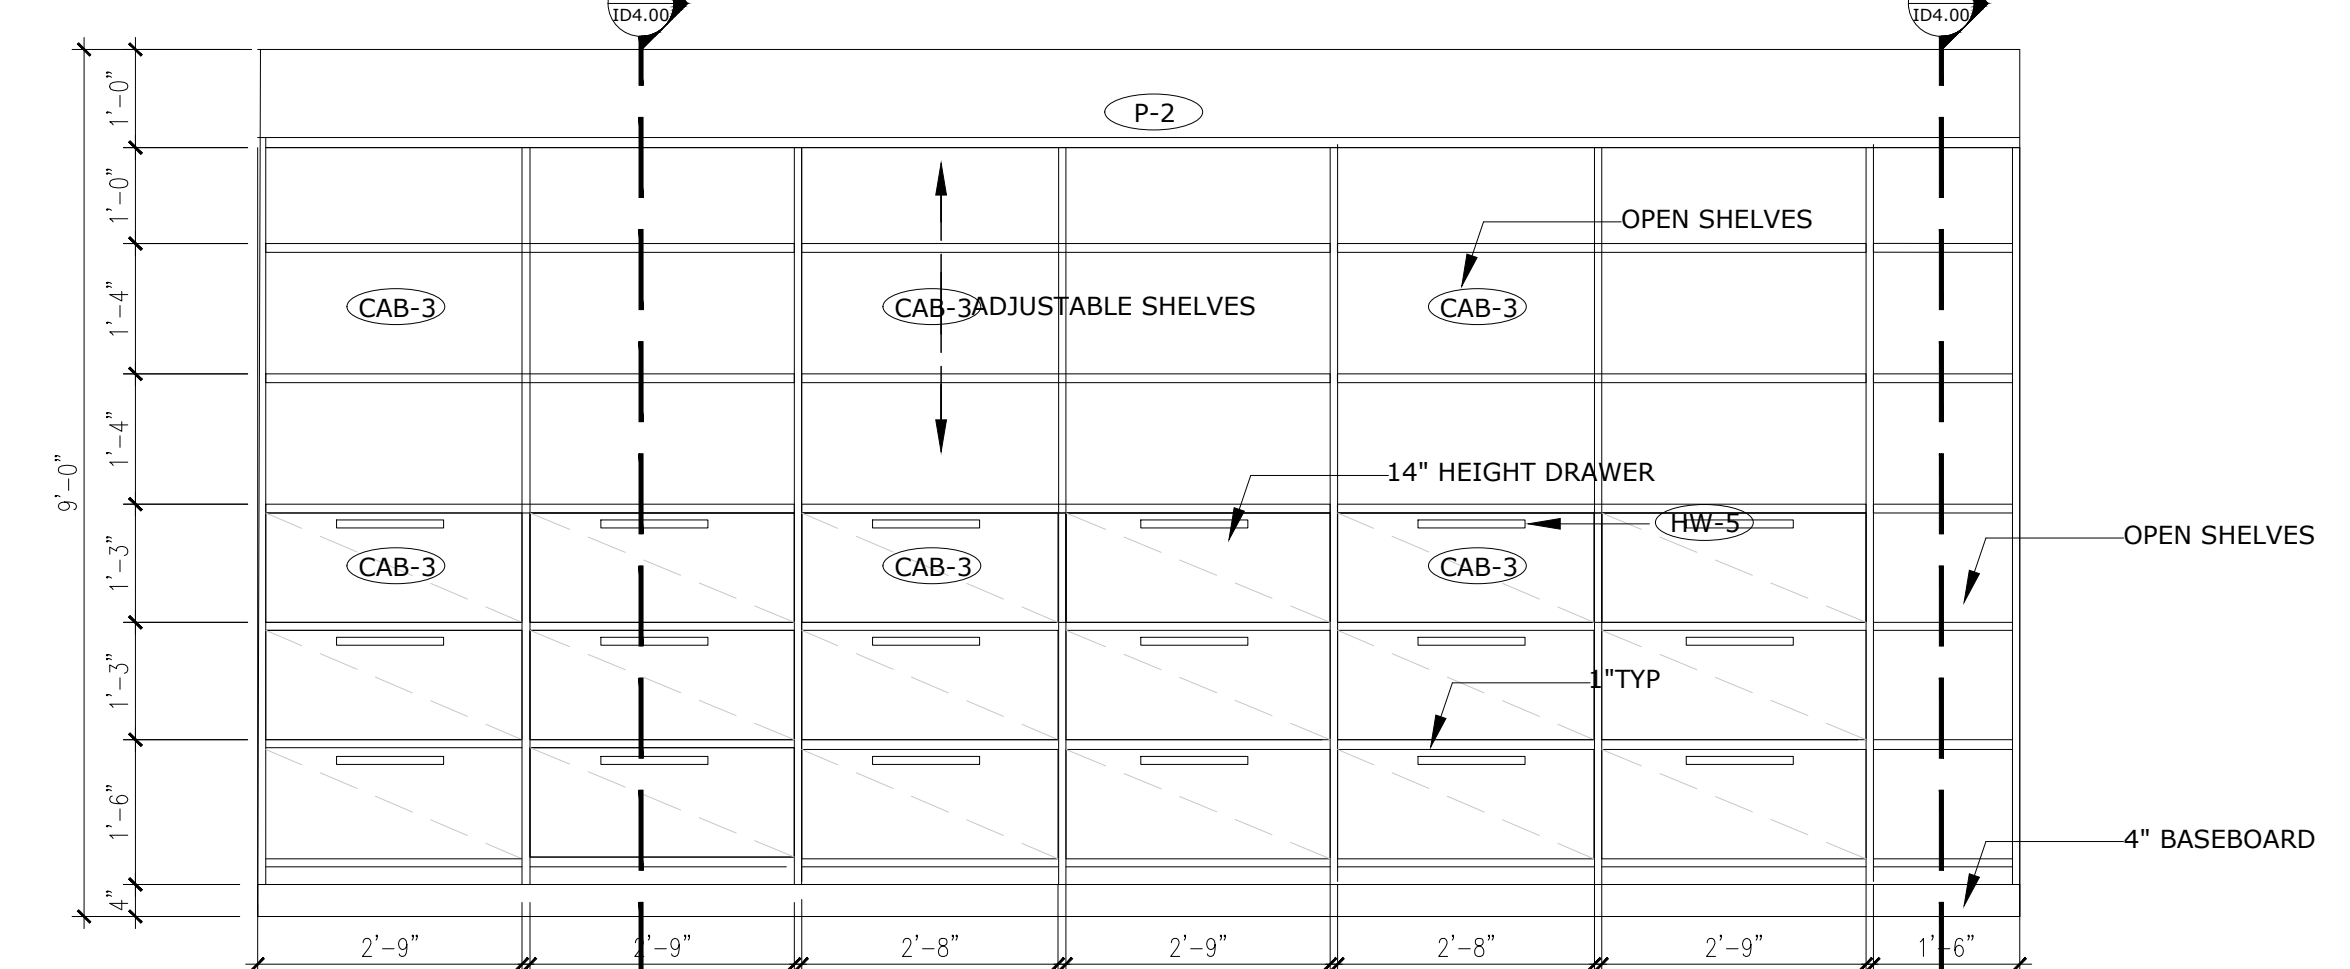 ID4.00
ID4.00
P-2
1'-0"
1'-0"
OPEN SHELVES
1'-4"
CAB-3
CAB-3
ADJUSTABLE SHELVES
CAB-3
1'-4"
9'-0"
14" HEIGHT DRAWER
HW-5
OPEN SHELVES
1'-3"
CAB-3
CAB-3
CAB-3
1'-3"
1"TYP
1'-6"
4" BASEBOARD
4"
2'-9"
2'-9"
2'-8"
2'-9"
2'-8"
2'-9"
1'-6"